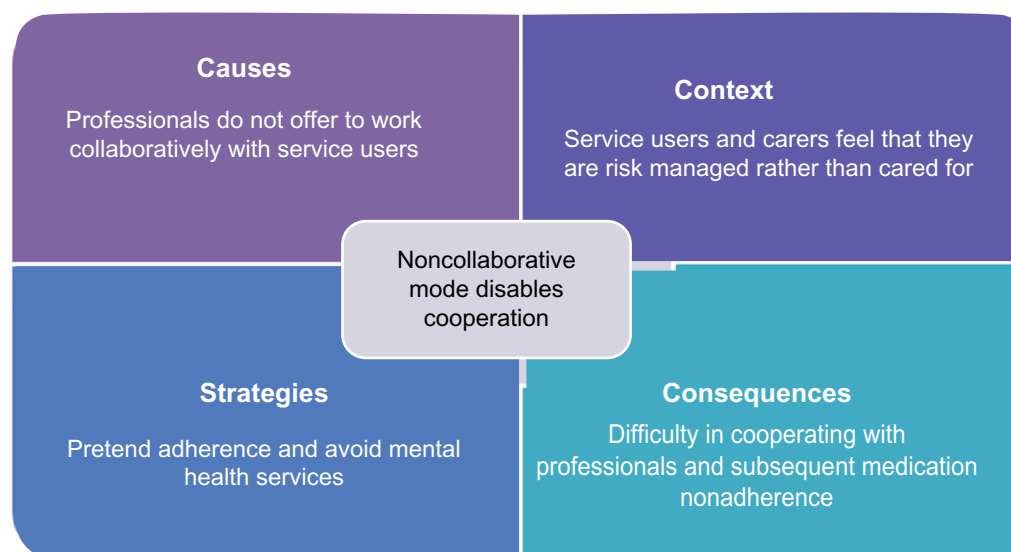 Causes
Professionals do not offer to work
collaboratively with service users
Context
Service users and carers feel that they
are risk managed rather than cared for
Noncollaborative
mode disables
cooperation
Strategies
Pretend adherence and avoid mental
health services
Consequences
Difficulty in cooperating with
professionals and subsequent medication
nonadherence